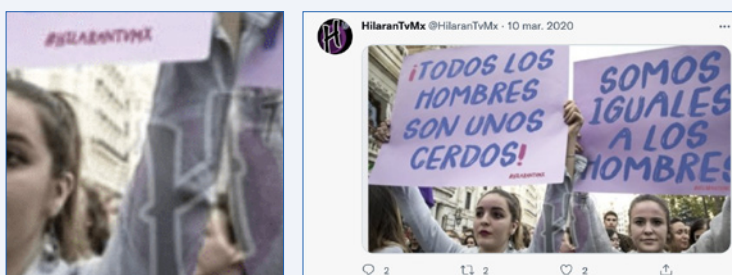 #HILARANTVMX
HilaranTvMx @HilaranTvMx · 10 mar. 2020
¡TODOS LOS
HOMBRES
SON UNOS
CERDOS!
#HILARANTVMX
SOMOS
IGUALES
A LOS
HOMBRES
2
2
2